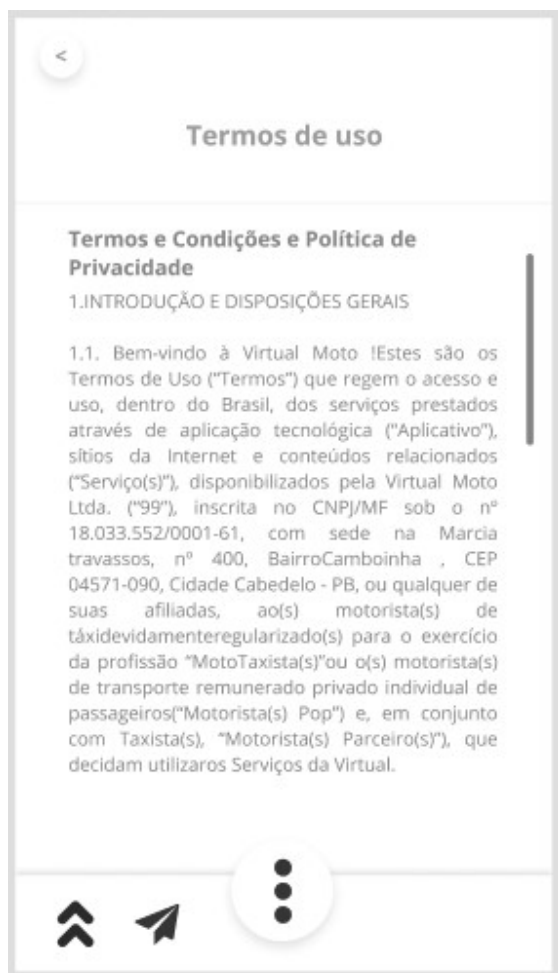 <
Termos de uso
Termos e Condições e Política de
Privacidade
1.INTRODUÇÃO E DISPOSIÇÕES GERAIS
1.1. Bem-vindo à Virtual Moto !Estes são os
Termos de Uso (“Termos”) que regem o acesso e
uso, dentro do Brasil, dos serviços prestados
através de aplicação tecnológica (“Aplicativo”),
sítios da Internet e conteúdos relacionados
(“Serviço(s)”), disponibilizados pela Virtual Moto
Ltda. (“99”), inscrita no CNPJ/MF sob o nº
18.033.552/0001-61, com sede na Marcia
travassos, nº 400, BairroCamboinha , CEP
04571-090, Cidade Cabedelo - PB, ou qualquer de
suas afiliadas, ao(s) motorista(s) de
táxidevidamenteregularizado(s) para o exercício
da profissão “MotoTaxista(s)”ou o(s) motorista(s)
de transporte remunerado privado individual de
passageiros(“Motorista(s) Pop”) e, em conjunto
com Taxista(s), “Motorista(s) Parceiro(s)”), que
decidam utilizaros Serviços da Virtual.